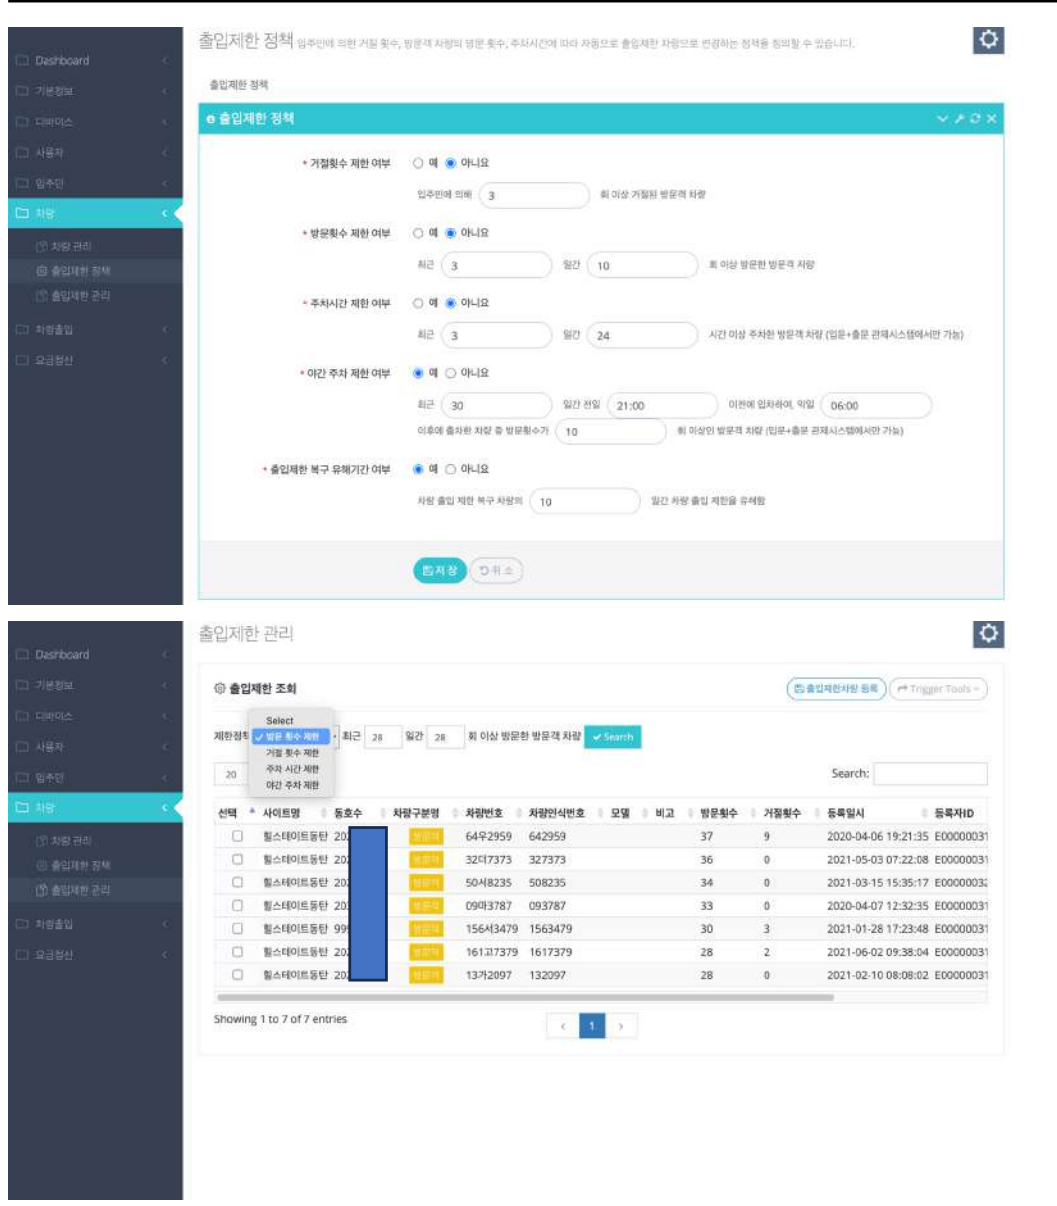 출입제한 정책 입주민에 의한 거절 횟수, 방문객 차량의 방문 횟수, 주차시간에 따라 자동으로 출입제한 차량으로 변경하는 정책을 정의할 수 있습니다.
Dashboard
기본정보
디바이스
사용자
입주민
차량
차량 관리
출입제한 정책
출입제한 관리
차량출입
요금정산
출입제한 정책
출입제한 정책
* 거절횟수 제한 여부 예 아니요
입주민에 의해 3 회 이상 거절된 방문객 차량
* 방문횟수 제한 여부 예 아니요
최근 3 일간 10 회 이상 방문한 방문객 차량
* 주차시간 제한 여부 예 아니요
최근 3 일간 24 시간 이상 주차한 방문객 차량 (입문+출문 관제시스템에서만 가능)
* 야간 주차 제한 여부 예 아니요
최근 30 일간 전일 21:00 이전에 입차하여, 익일 06:00
이후에 출차한 차량 중 방문횟수가 10 회 이상인 방문객 차량 (입문+출문 관제시스템에서만 가능)
* 출입제한 복구 유해기간 여부 예 아니요
차량 출입 제한 복구 차량의 10 일간 차량 출입 제한을 유예함
저장 취소
출입제한 관리
Dashboard
기본정보
디바이스
사용자
입주민
차량
차량 관리
출입제한 정책
출입제한 관리
차량출입
요금정산
출입제한 조회 출입제한차량 등록 Trigger Tools
Select
제한정책 방문 횟수 제한 최근 28 일간 28 회 이상 방문한 방문객 차량 Search
거절 횟수 제한
주차 시간 제한
야간 주차 제한
20 Search:
선택 사이트명 동호수 차량구분명 차량번호 차량인식번호 모델 비고 방문횟수 거절횟수 등록일시 등록자ID
힐스테이트동탄 202 방문객 64우2959 642959 37 9 2020-04-06 19:21:35 E00000031
힐스테이트동탄 20 방문객 32더7373 327373 36 0 2021-05-03 07:22:08 E00000031
힐스테이트동탄 20 방문객 50서8235 508235 34 0 2021-03-15 15:35:17 E0000003
힐스테이트동탄 20 방문객 09마3787 093787 33 0 2020-04-07 12:32:35 E00000031
힐스테이트동탄 99 방문객 156서3479 1563479 30 3 2021-01-28 17:23:48 E00000031
힐스테이트동탄 202 방문객 161고7379 1617379 28 2 2021-06-02 09:38:04 E00000031
힐스테이트동탄 202 방문객 13가2097 132097 28 0 2021-02-10 08:08:02 E00000031
Showing 1 to 7 of 7 entries 1